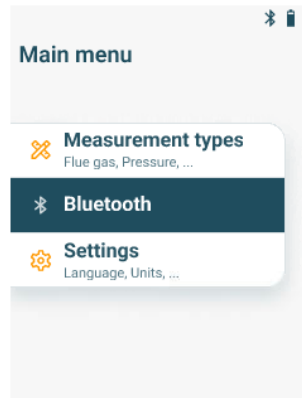 Main menu
Measurement types
Flue gas, Pressure, ...
Bluetooth
Settings
Language, Units, ...